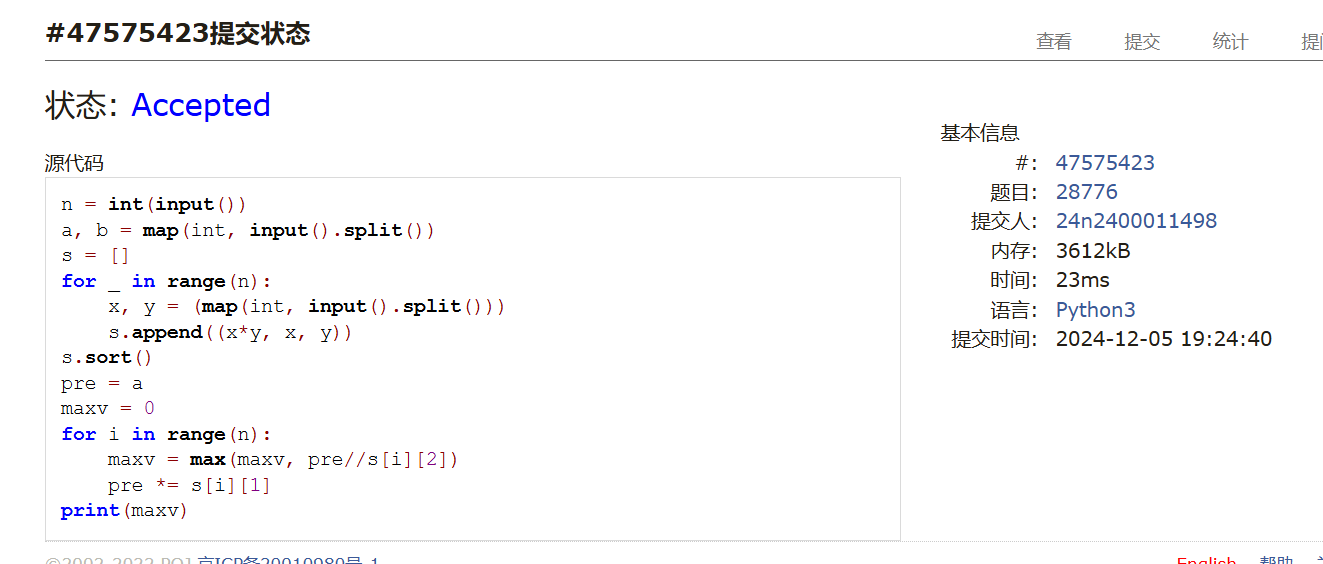 #47575423提交状态
查看 提交 统计
状态: Accepted
源代码
n = int(input())
a, b = map(int, input().split())
s = []
for _ in range(n):
    x, y = (map(int, input().split()))
    s.append((x*y, x, y))
s.sort()
pre = a
maxv = 0
for i in range(n):
    maxv = max(maxv, pre//s[i][2])
    pre *= s[i][1]
print(maxv)
基本信息
#: 47575423
题目: 28776
提交人: 24n2400011498
内存: 3612kB
时间: 23ms
语言: Python3
提交时间: 2024-12-05 19:24:40
©2002-2022 POJ 京ICP备20010980号-1
English 帮助